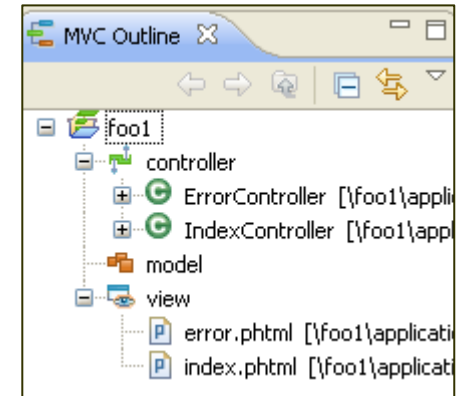 MVC Outline
foo1
controller
ErrorController [\foo1\appli
IndexController [\foo1\appl
model
view
error.phtml [\foo1\applicati
index.phtml [\foo1\applicati